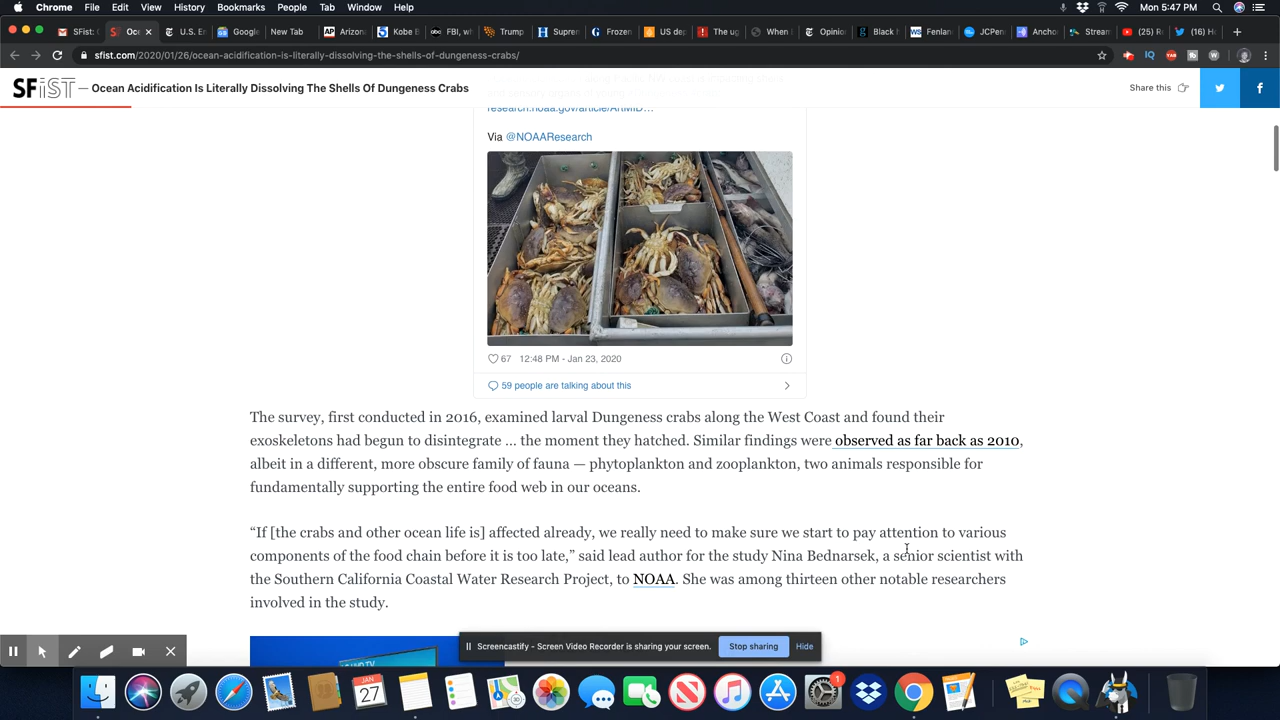 Chrome File Edit View History Bookmarks People Tab Window Help Mon 5:47 PM
SFist: Oce U.S. En Google New Tab Arizona Kobe B FBI, wh Trump Suprem Frozen US dep The ug When I Opinio Black H Fenlan JCPen Anchor Stream (25) R (16) H
sfist.com/2020/01/26/ocean-acidification-is-literally-dissolving-the-shells-of-dungeness-crabs/
SFiST — Ocean Acidification Is Literally Dissolving The Shells Of Dungeness Crabs Share this
research.noaa.gov/article/ArtMID…
Via @NOAAResearch
67 12:48 PM - Jan 23, 2020
59 people are talking about this
The survey, first conducted in 2016, examined larval Dungeness crabs along the West Coast and found their
exoskeletons had begun to disintegrate ... the moment they hatched. Similar findings were observed as far back as 2010,
albeit in a different, more obscure family of fauna — phytoplankton and zooplankton, two animals responsible for
fundamentally supporting the entire food web in our oceans.
“If [the crabs and other ocean life is] affected already, we really need to make sure we start to pay attention to various
components of the food chain before it is too late,” said lead author for the study Nina Bednarsek, a senior scientist with
the Southern California Coastal Water Research Project, to NOAA. She was among thirteen other notable researchers
involved in the study.
Screencastify - Screen Video Recorder is sharing your screen. Stop sharing Hide
JAN
27
1